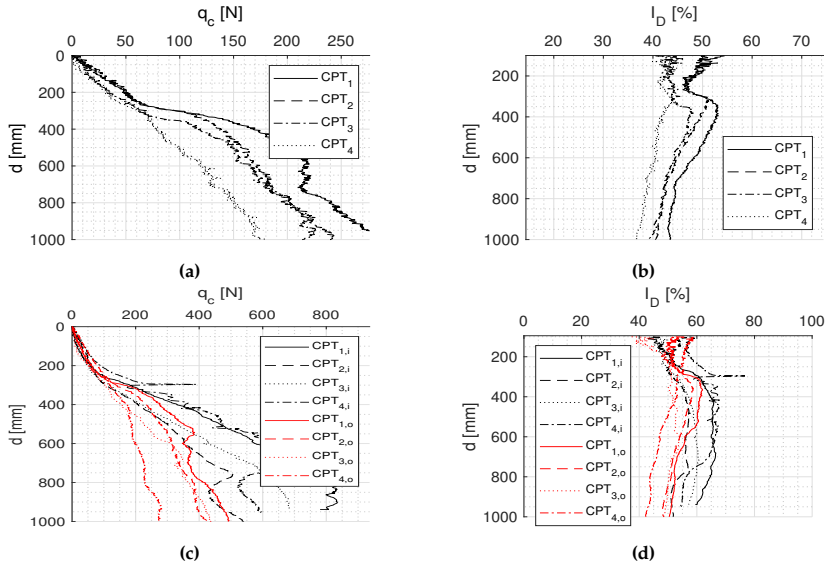 q_c [N]
0 50 100 150 200 250
0
200
400
600
800
1000
d [mm]
CPT_1
CPT_2
CPT_3
CPT_4
(a)
I_D [%]
20 30 40 50 60 70
200
400
600
800
1000
d [mm]
CPT_1
CPT_2
CPT_3
CPT_4
(b)
q_c [N]
0 200 400 600 800
0
200
400
600
800
1000
d [mm]
CPT_1,i
CPT_2,i
CPT_3,i
CPT_4,i
CPT_1,o
CPT_2,o
CPT_3,o
CPT_4,o
(c)
I_D [%]
0 20 40 60 80 100
200
400
600
800
1000
d [mm]
CPT_1,i
CPT_2,i
CPT_3,i
CPT_4,i
CPT_1,o
CPT_2,o
CPT_3,o
CPT_4,o
(d)